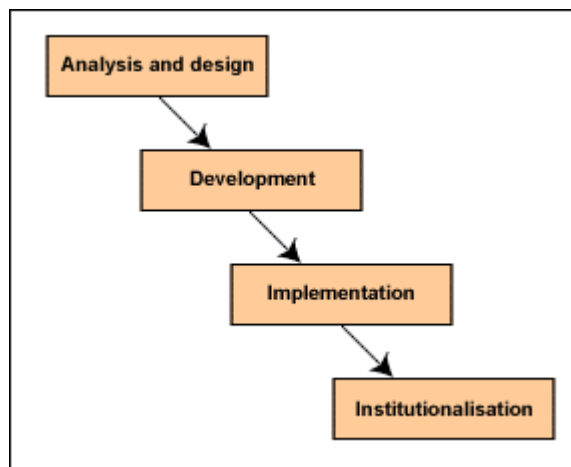 Analysis and design
Development
Implementation
Institutionalisation